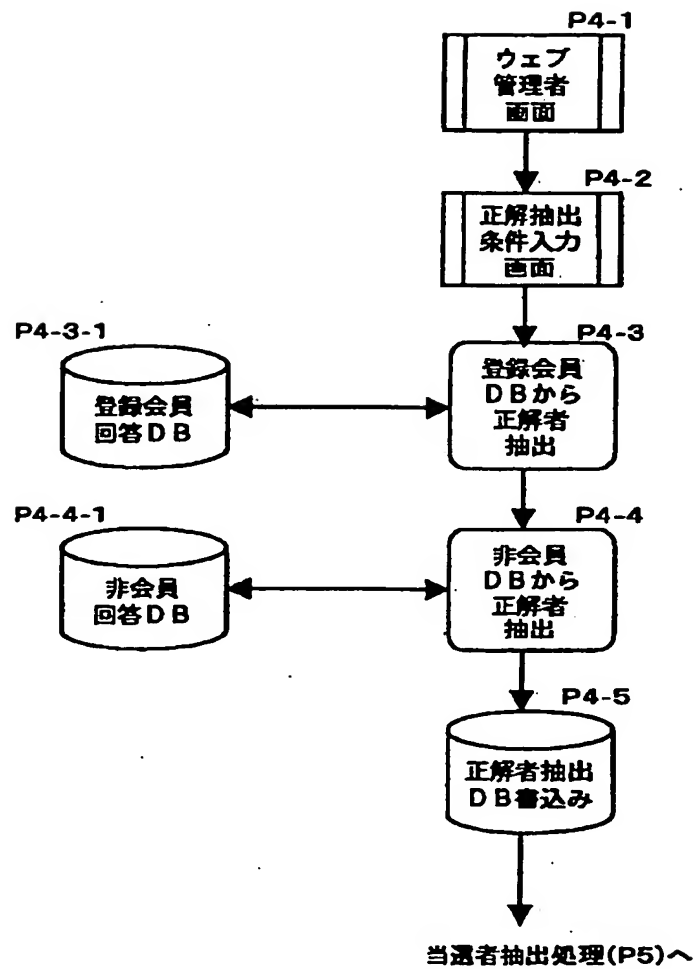 P4-1
ウェブ
管理者
画面
P4-2
正解抽出
条件入力
画面
P4-3-1
登録会員
回答DB
P4-3
登録会員
DBから
正解者
抽出
P4-4-1
非会員
回答DB
P4-4
非会員
DBから
正解者
抽出
P4-5
正解者抽出
DB書込み
当選者抽出処理(P5)へ